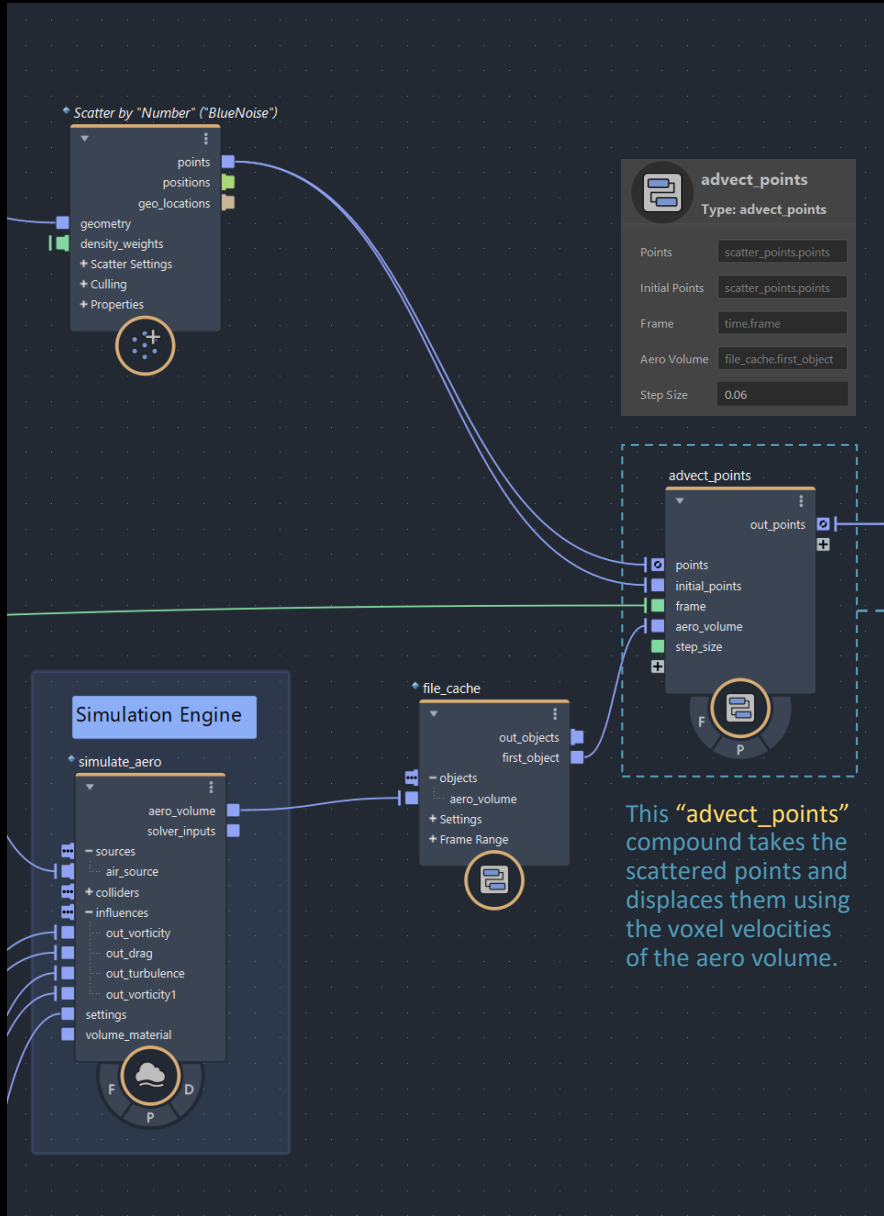 Scatter by "Number" ("BlueNoise")
points
positions
geo_locations
geometry
density_weights
+ Scatter Settings
+ Culling
+ Properties
advect_points
Type: advect_points
Points scatter_points.points
Initial Points scatter_points.points
Frame time.frame
Aero Volume file_cache.first_object
Step Size 0.06
advect_points
out_points
points
initial_points
frame
aero_volume
step_size
F
P
Simulation Engine
simulate_aero
aero_volume
solver_inputs
sources
air_source
+ colliders
influences
out_vorticity
out_drag
out_turbulence
out_vorticity1
settings
volume_material
F
D
P
file_cache
out_objects
first_object
objects
aero_volume
+ Settings
+ Frame Range
This “advect_points”
compound takes the
scattered points and
displaces them using
the voxel velocities
of the aero volume.